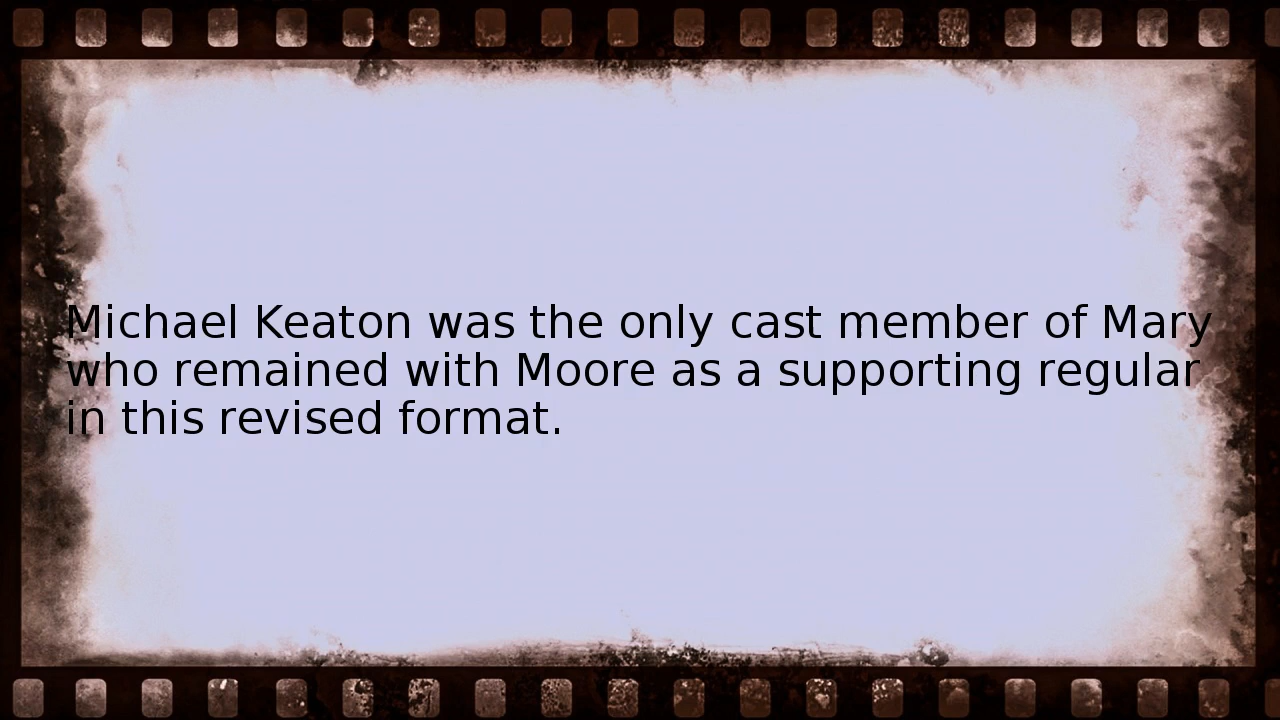 Michael Keaton was the only cast member of Mary
who remained with Moore as a supporting regular
in this revised format.